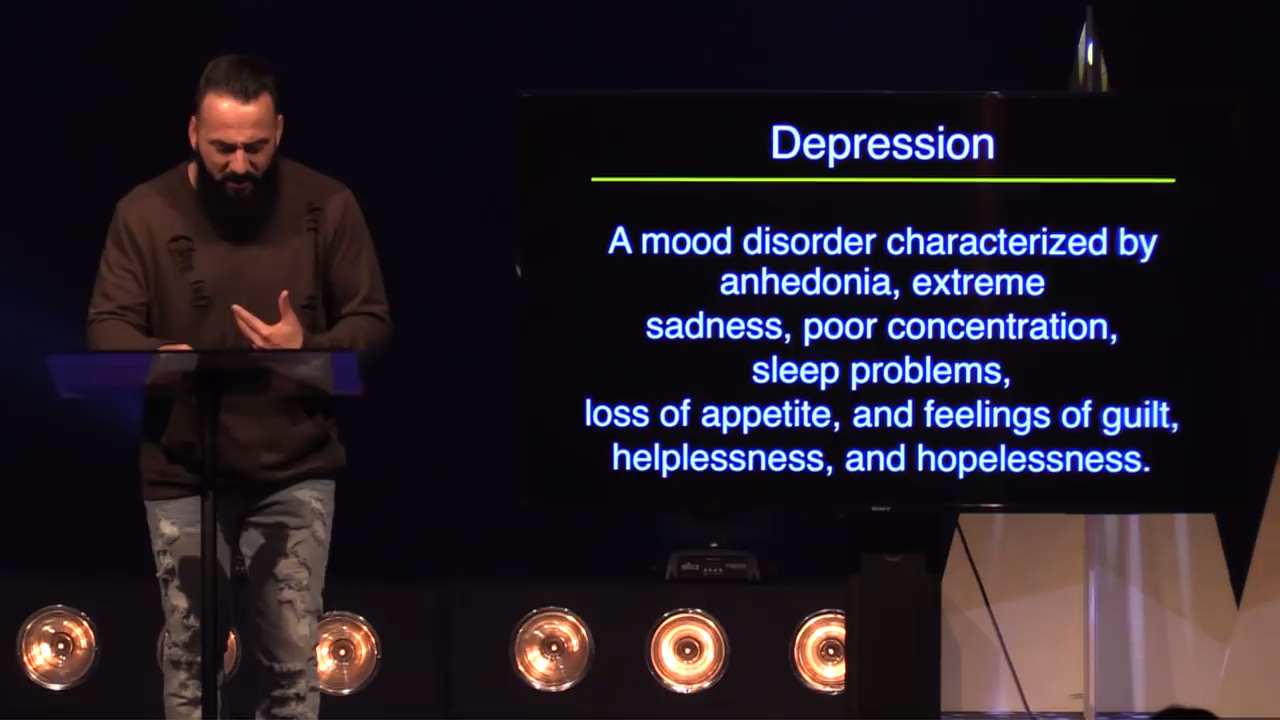 Depression
A mood disorder characterized by
anhedonia, extreme
sadness, poor concentration,
sleep problems,
loss of appetite, and feelings of guilt,
helplessness, and hopelessness.
SONY